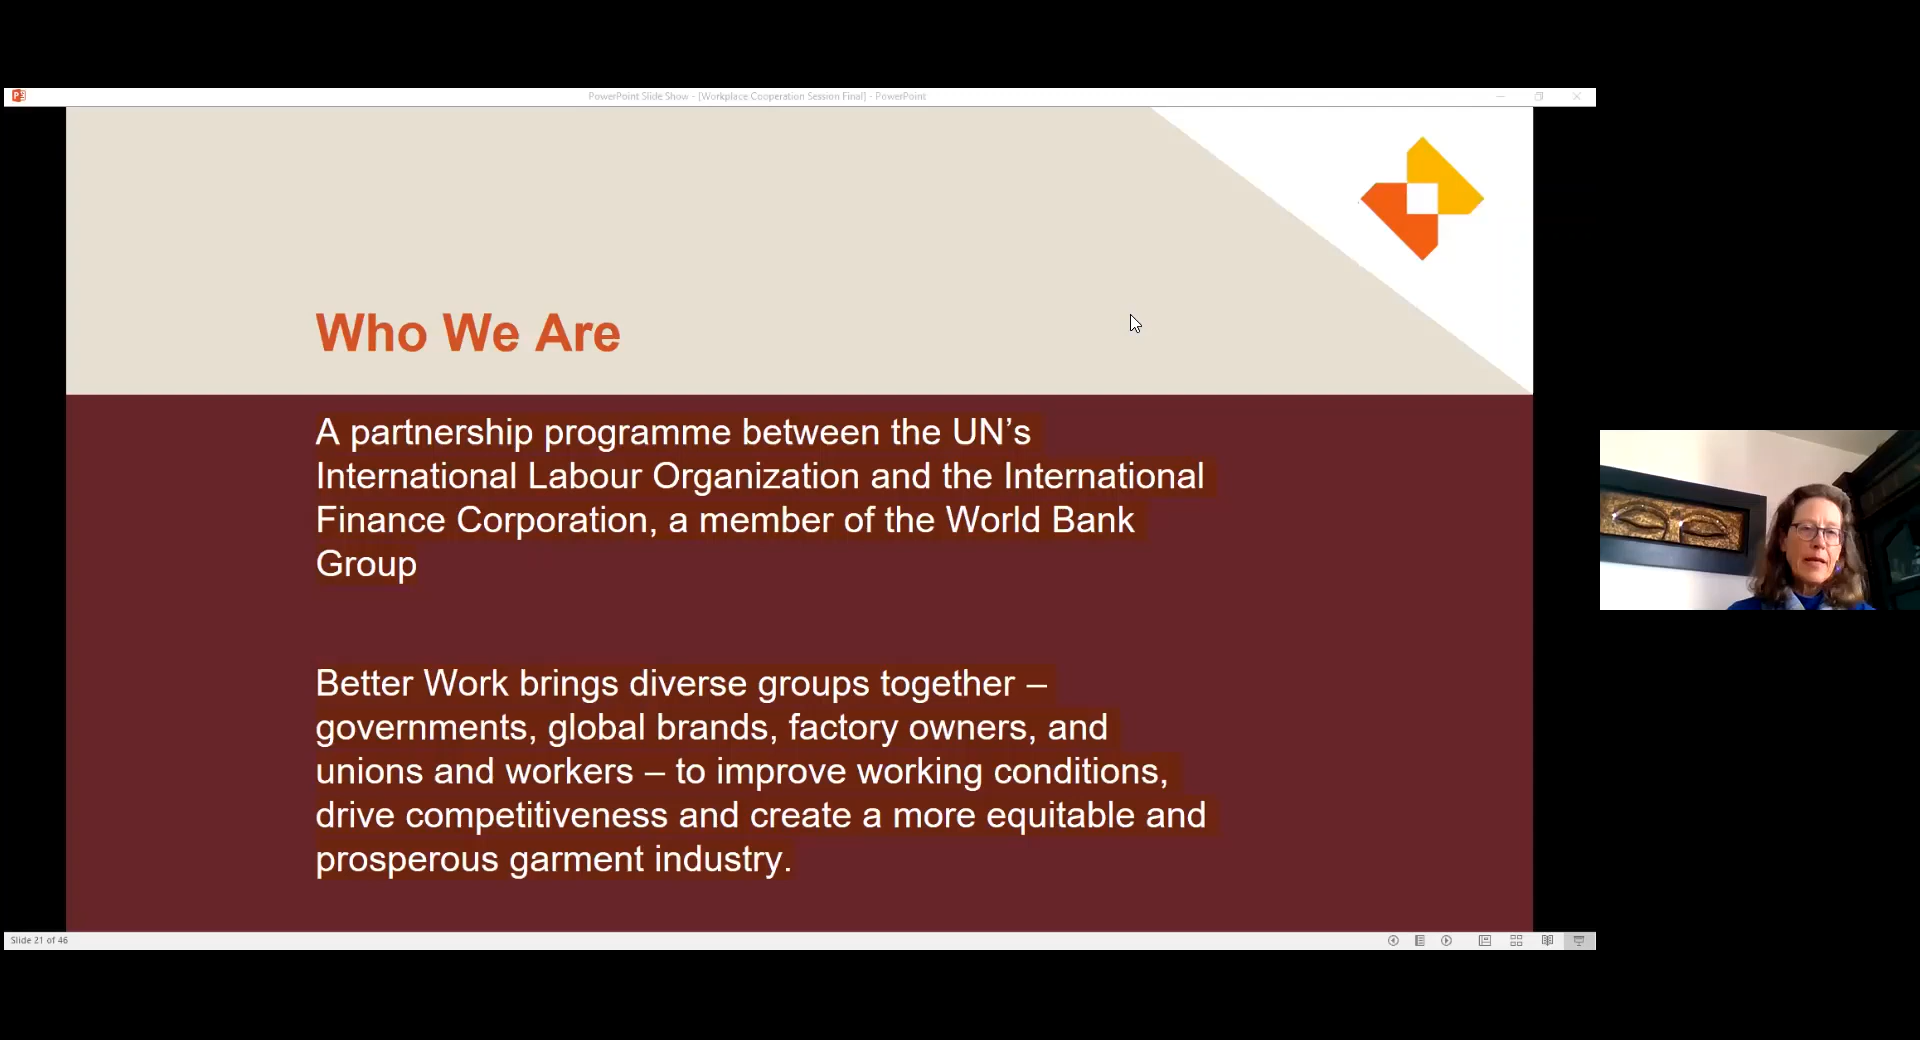 PowerPoint Slide Show - [Workplace Cooperation Session Final] - PowerPoint
Who We Are
A partnership programme between the UN’s
International Labour Organization and the International
Finance Corporation, a member of the World Bank
Group
Better Work brings diverse groups together –
governments, global brands, factory owners, and
unions and workers – to improve working conditions,
drive competitiveness and create a more equitable and
prosperous garment industry.
Slide 21 of 46